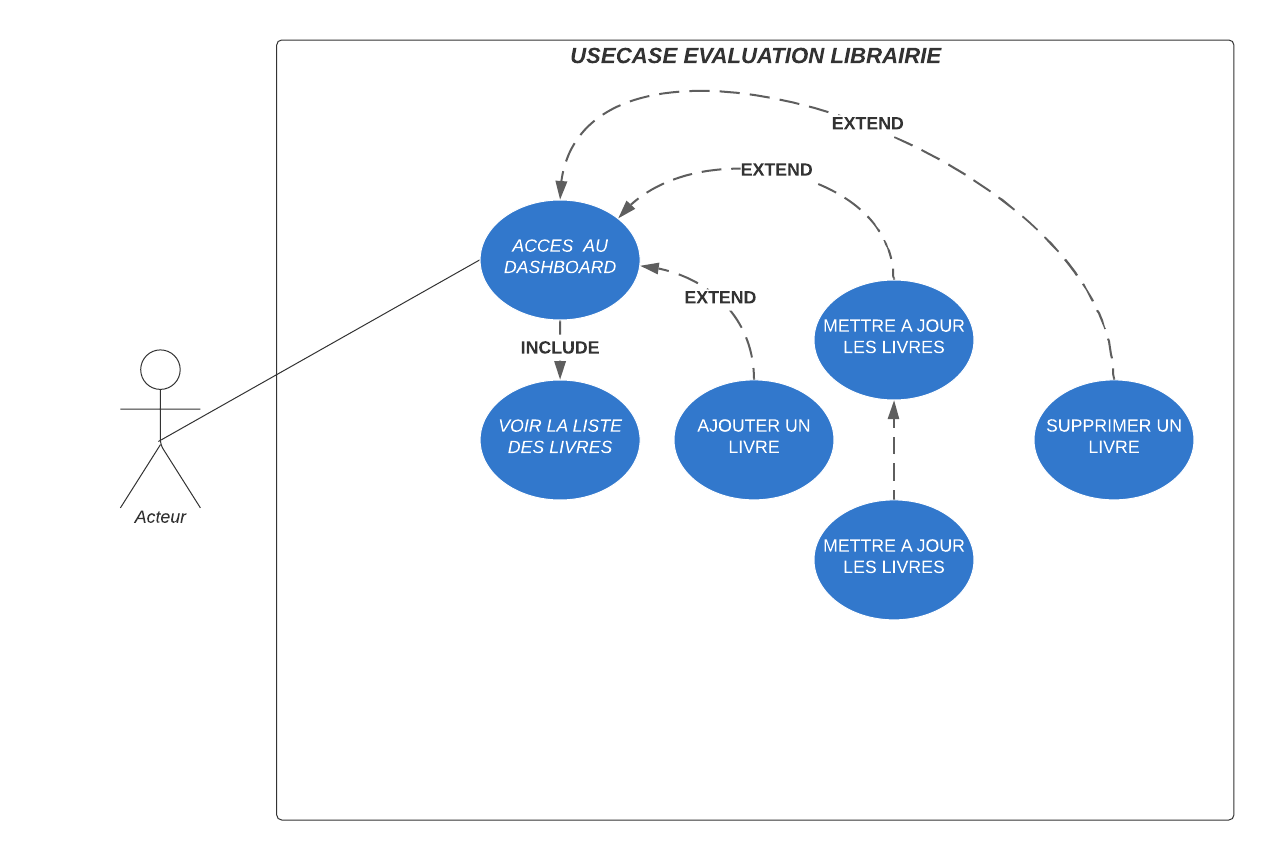 USECASE EVALUATION LIBRAIRIE
EXTEND
EXTEND
ACCES AU
DASHBOARD
EXTEND
METTRE A JOUR
LES LIVRES
INCLUDE
VOIR LA LISTE
DES LIVRES
AJOUTER UN
LIVRE
SUPPRIMER UN
LIVRE
Acteur
METTRE A JOUR
LES LIVRES